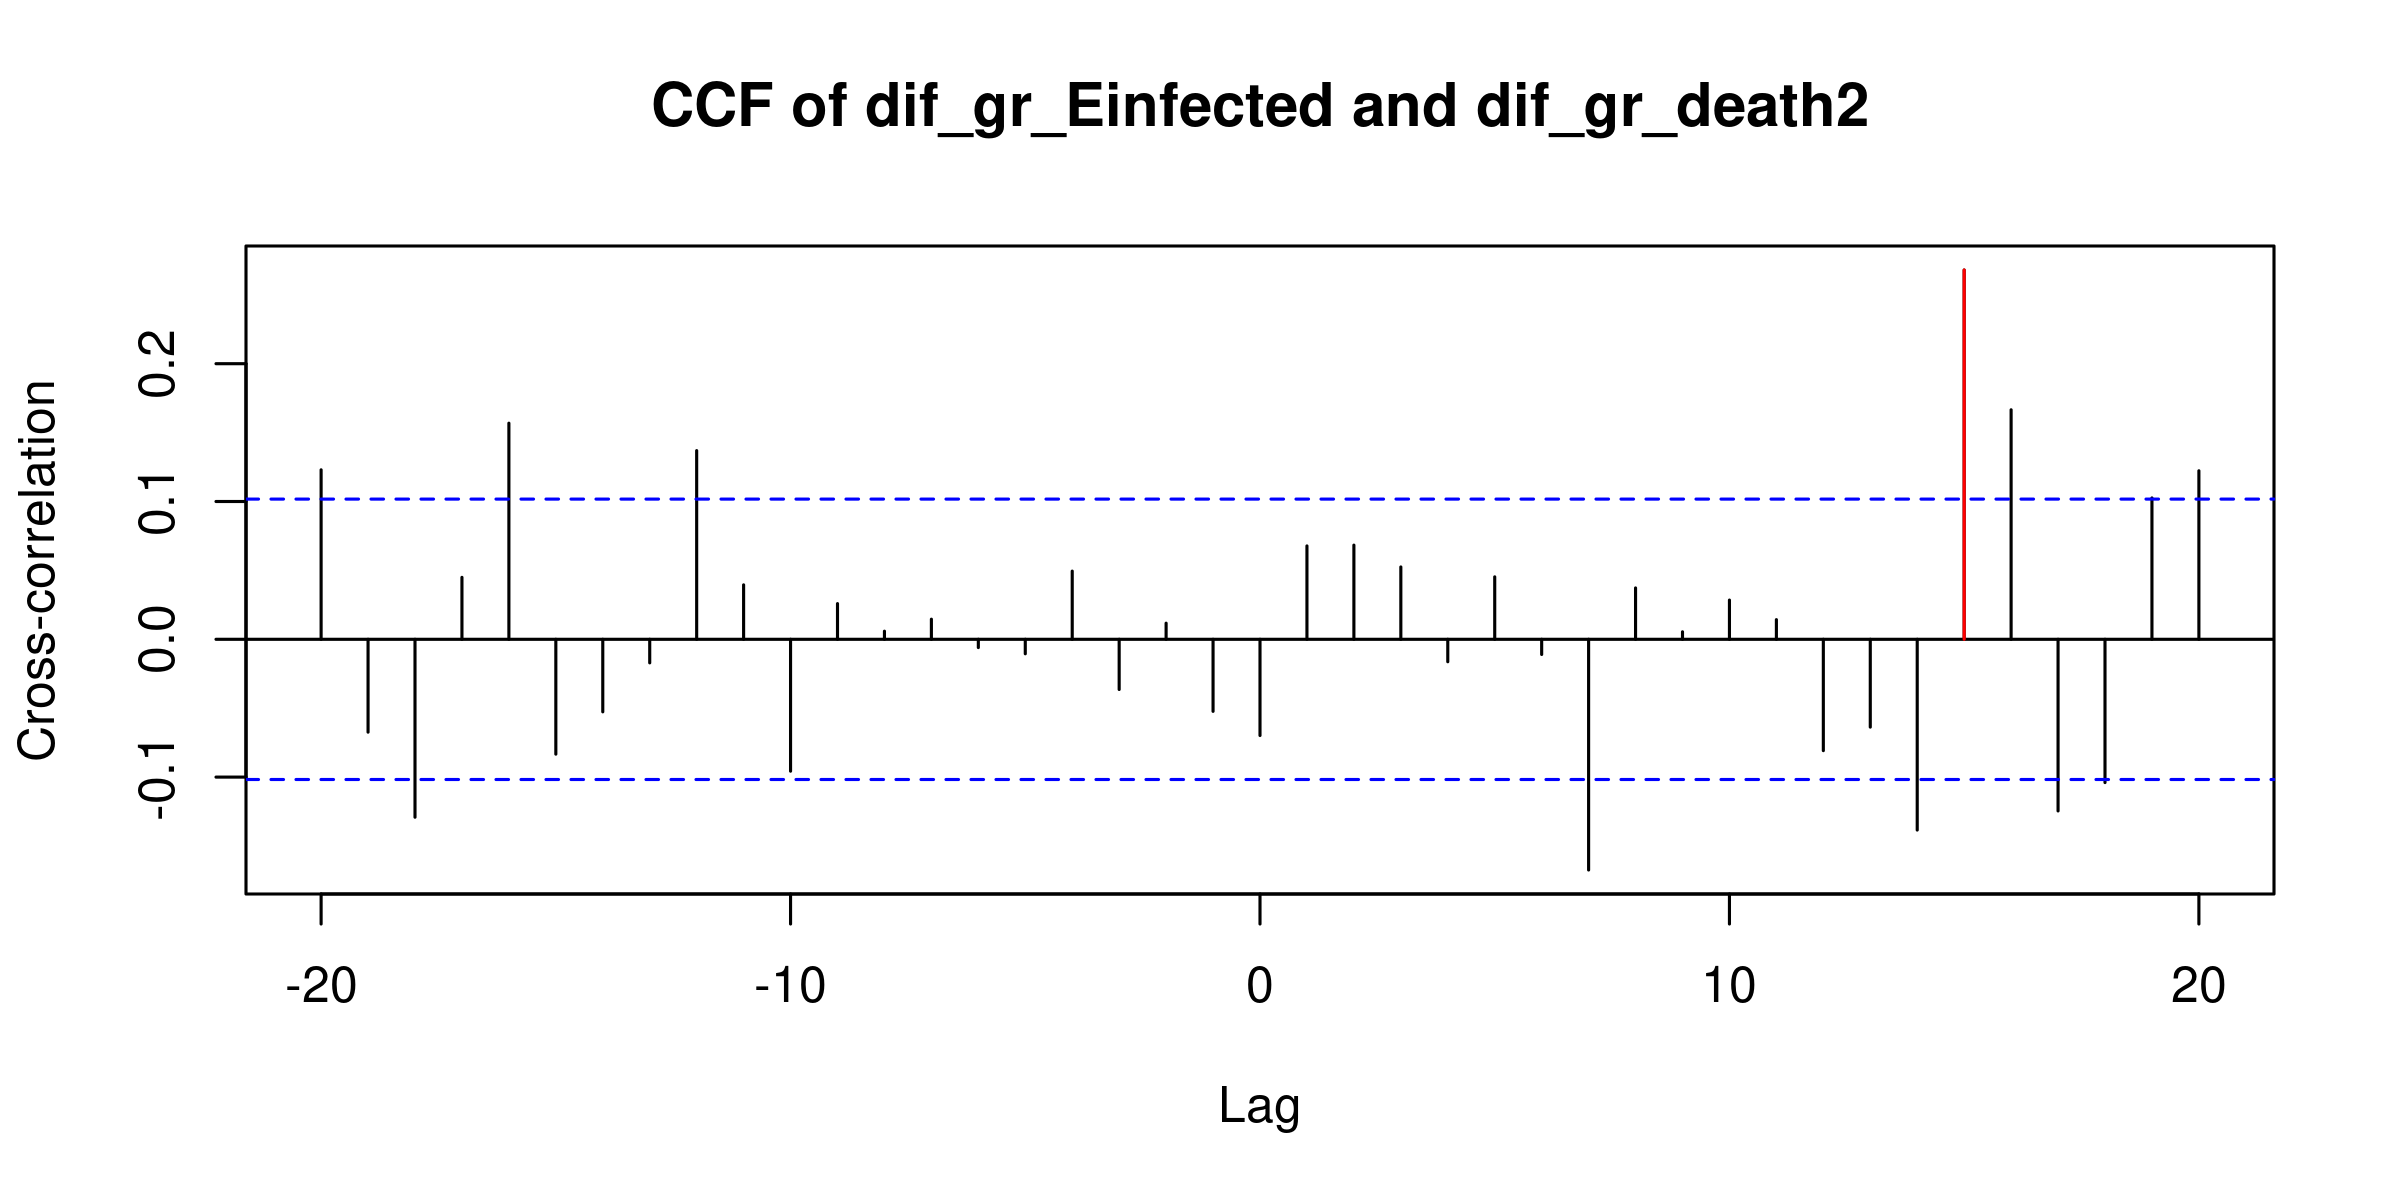 CCF of dif_gr_Einfected and dif_gr_death2
Cross-correlation
0.2
0.1
0.0
-0.1
-20 -10 0 10 20
Lag